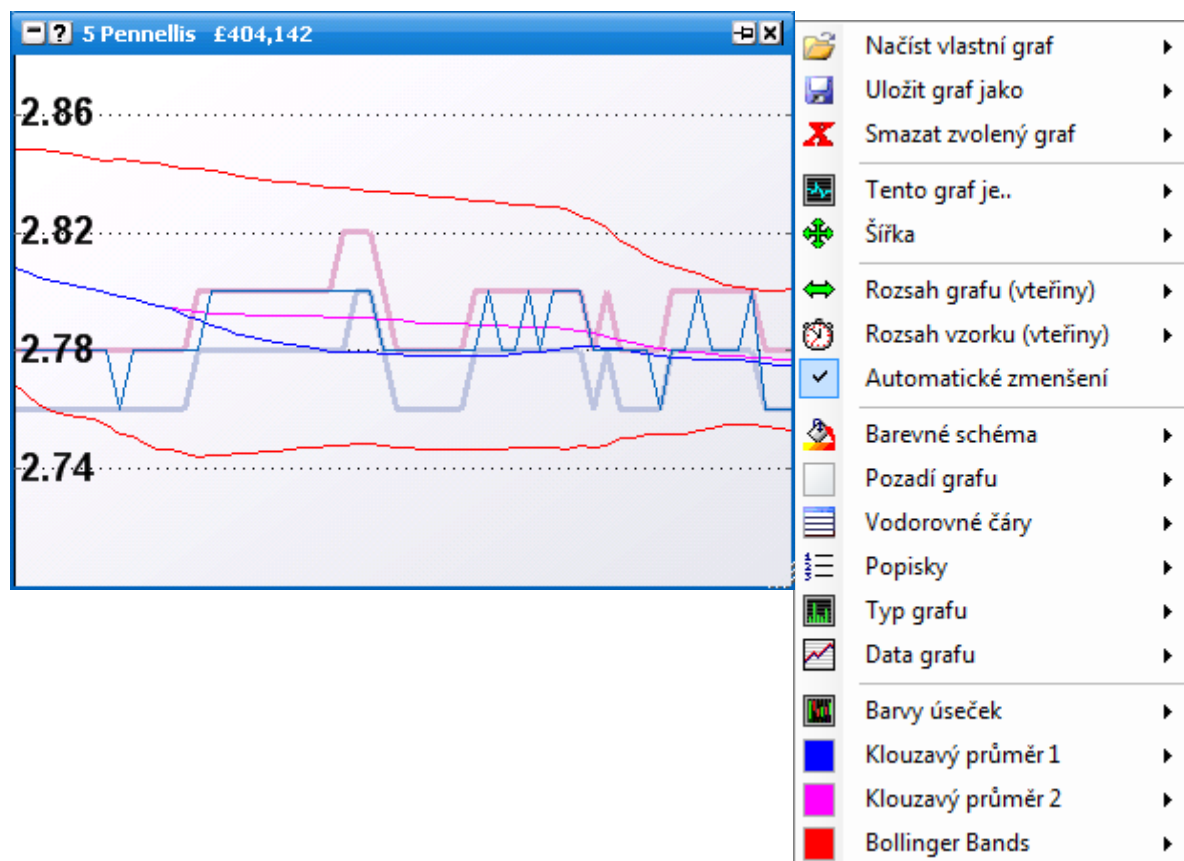 5 Pennellis £404,142
2.86
2.82
2.78
2.74
Načíst vlastní graf
Uložit graf jako
Smazat zvolený graf
Tento graf je..
Šířka
Rozsah grafu (vteřiny)
Rozsah vzorku (vteřiny)
Automatické zmenšení
Barevné schéma
Pozadí grafu
Vodorovné čáry
Popisky
Typ grafu
Data grafu
Barvy úseček
Klouzavý průměr 1
Klouzavý průměr 2
Bollinger Bands